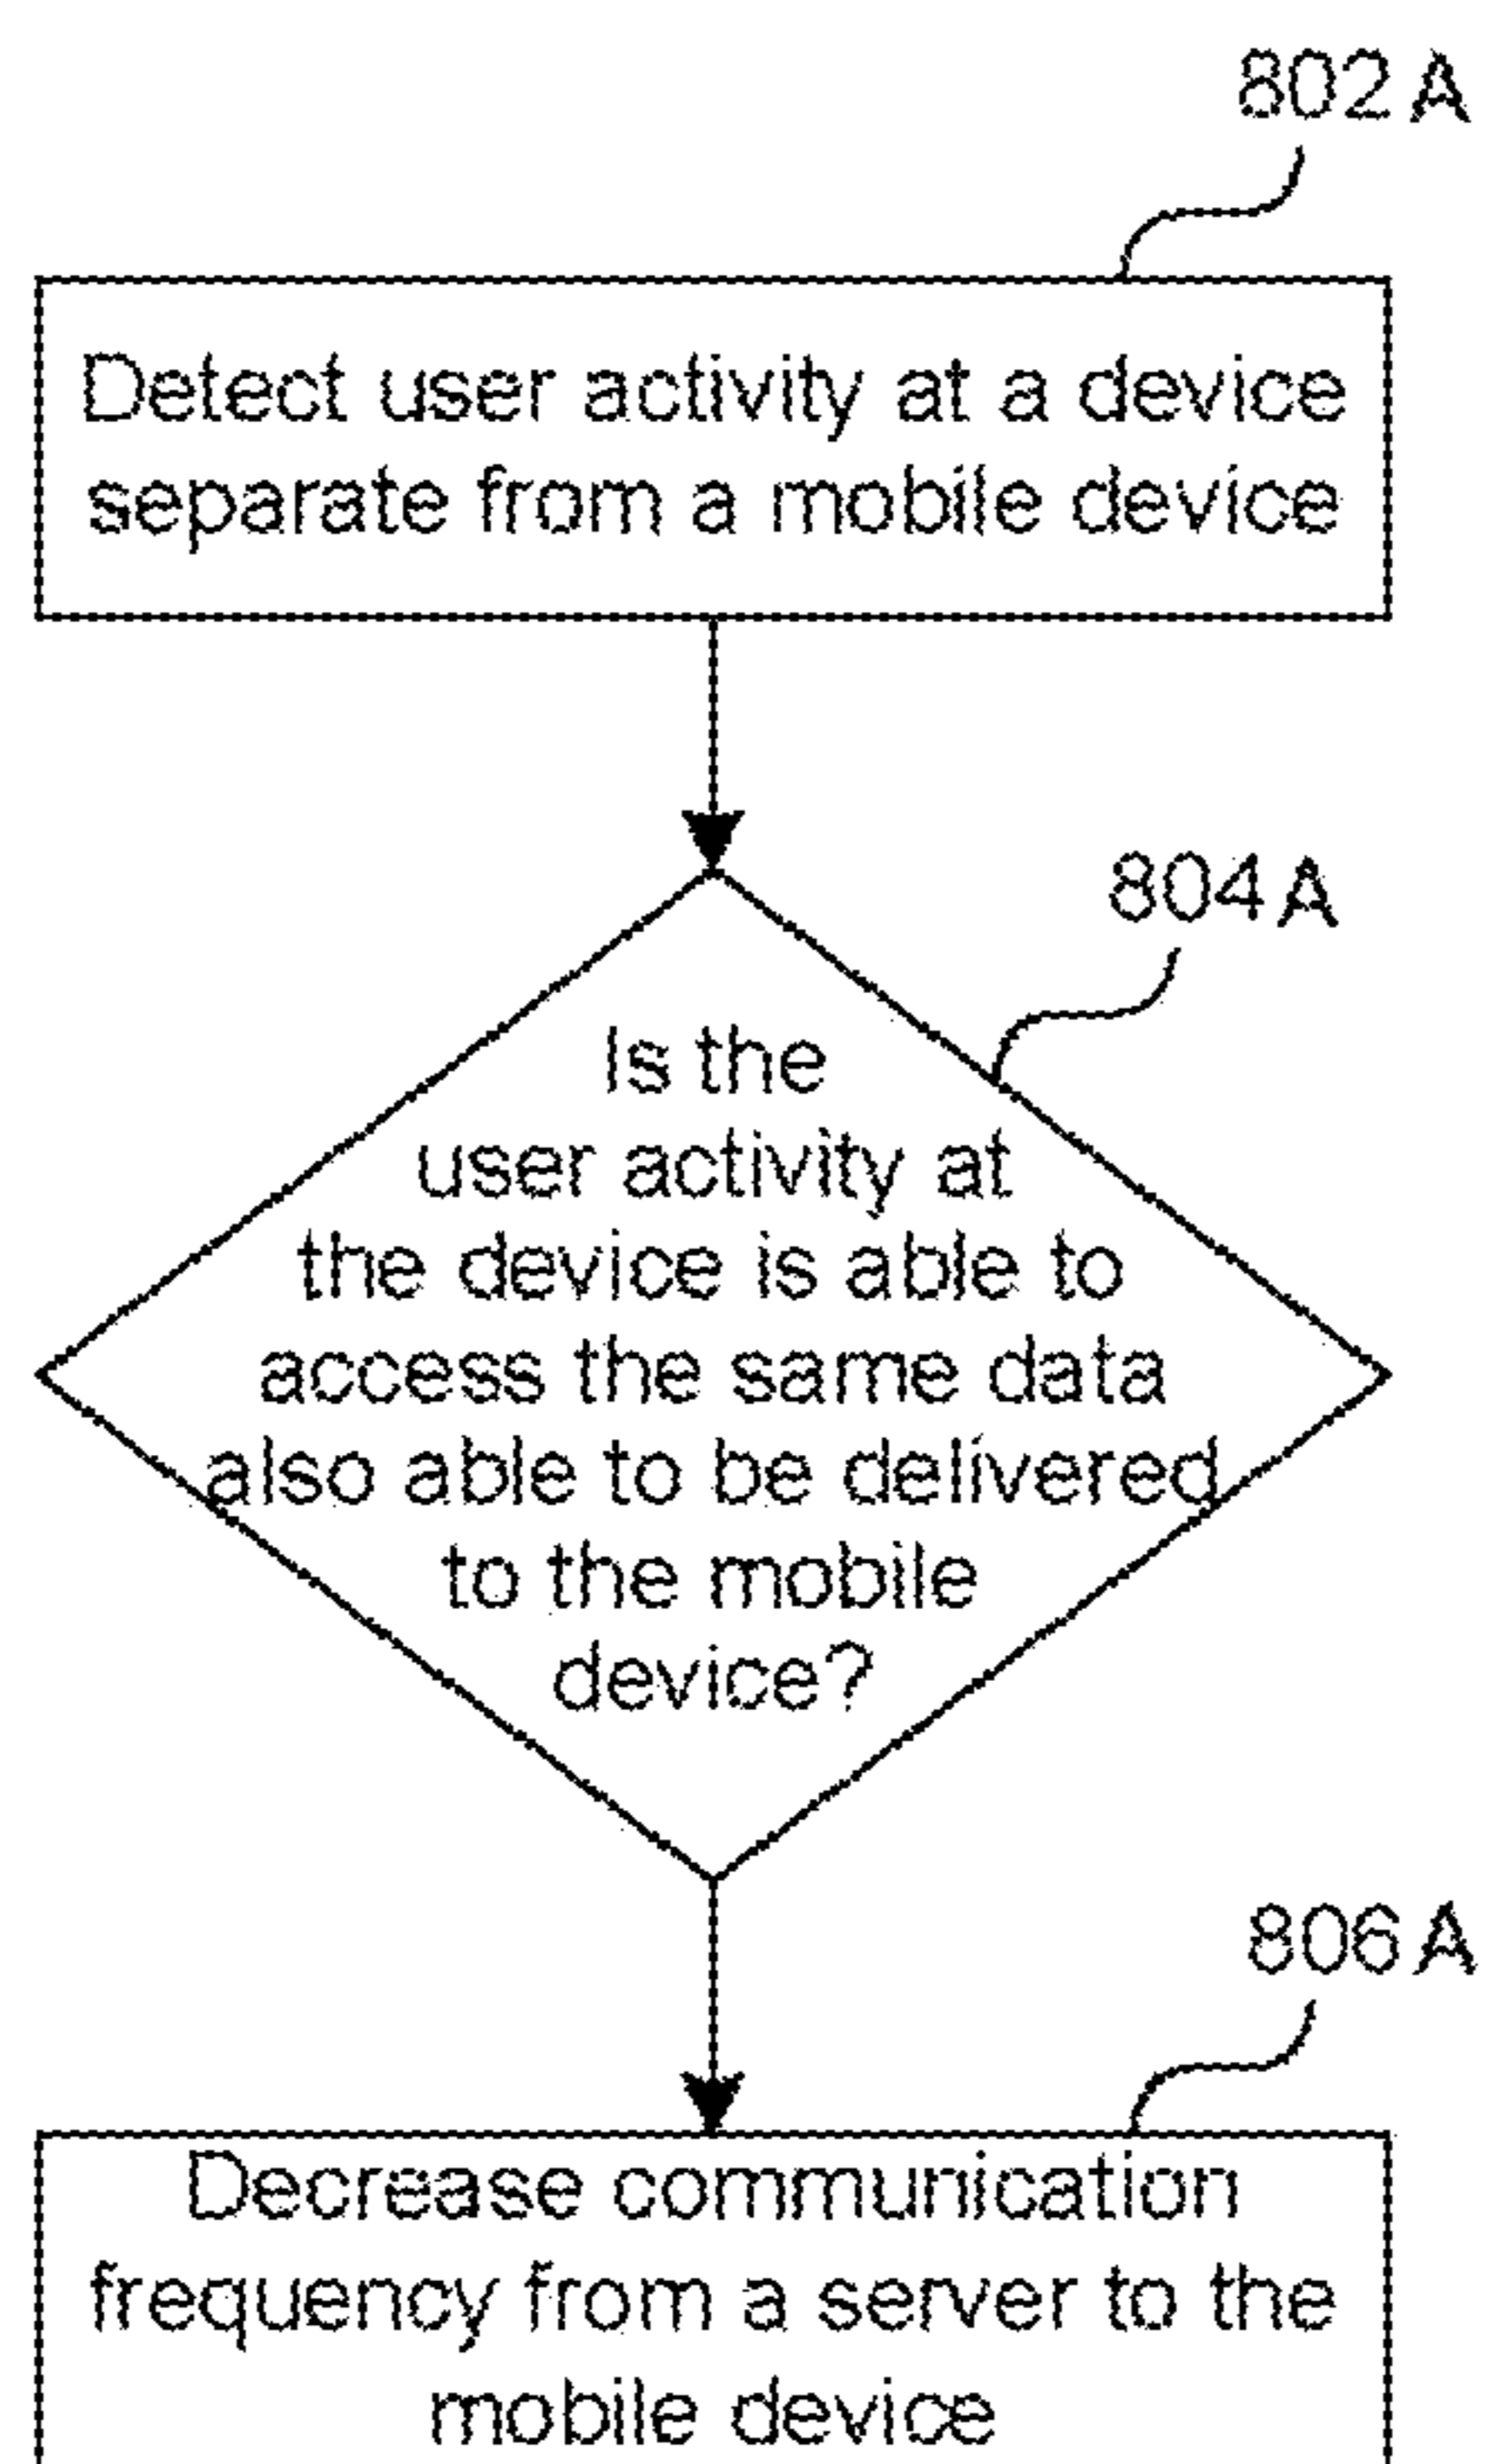 802A
Detect user activity at a device
separate from a mobile device
804A
Is the
user activity at
the device is able to
access the same data
also able to be delivered
to the mobile
device?
806A
Decrease communication
frequency from a server to the
mobile device